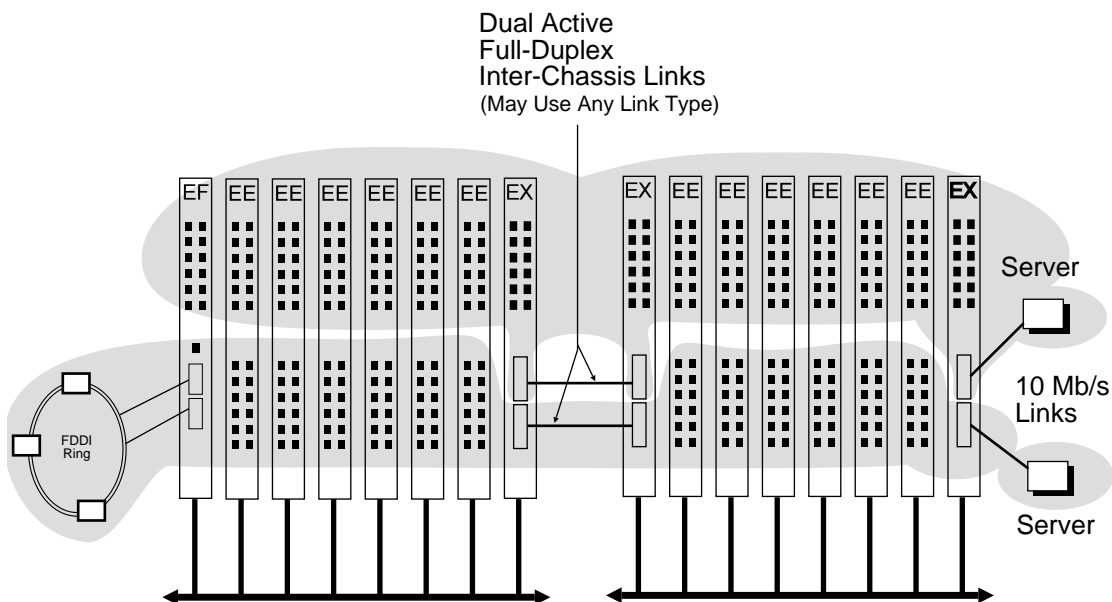 Dual Active
Full-Duplex
Inter-Chassis Links
(May Use Any Link Type)
EF EE EE EE EE EE EE EX
EX EE EE EE EE EE EE EX
Server
10 Mb/s
Links
FDDI
Ring
Server